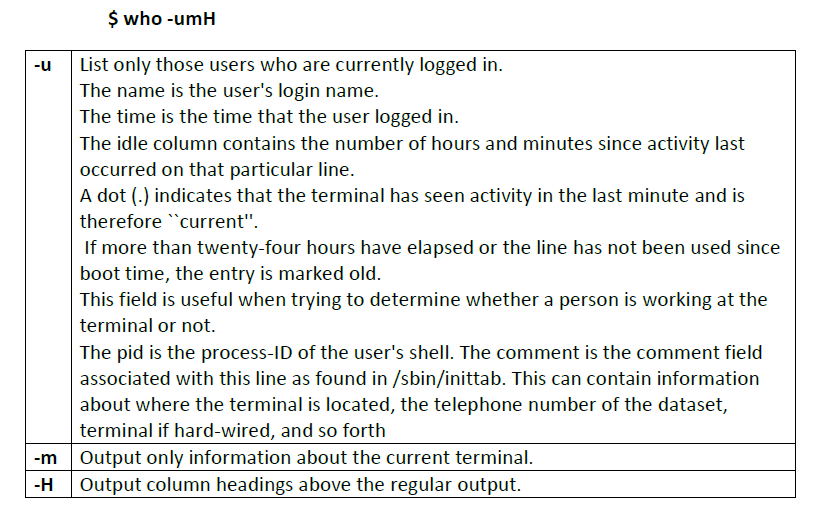 $ who -umH
-u List only those users who are currently logged in.
The name is the user's login name.
The time is the time that the user logged in.
The idle column contains the number of hours and minutes since activity last
occurred on that particular line.
A dot (.) indicates that the terminal has seen activity in the last minute and is
therefore ``current".
If more than twenty-four hours have elapsed or the line has not been used since
boot time, the entry is marked old.
This field is useful when trying to determine whether a person is working at the
terminal or not.
The pid is the process-ID of the user's shell. The comment is the comment field
associated with this line as found in /sbin/inittab. This can contain information
about where the terminal is located, the telephone number of the dataset,
terminal if hard-wired, and so forth
-m Output only information about the current terminal.
-H Output column headings above the regular output.